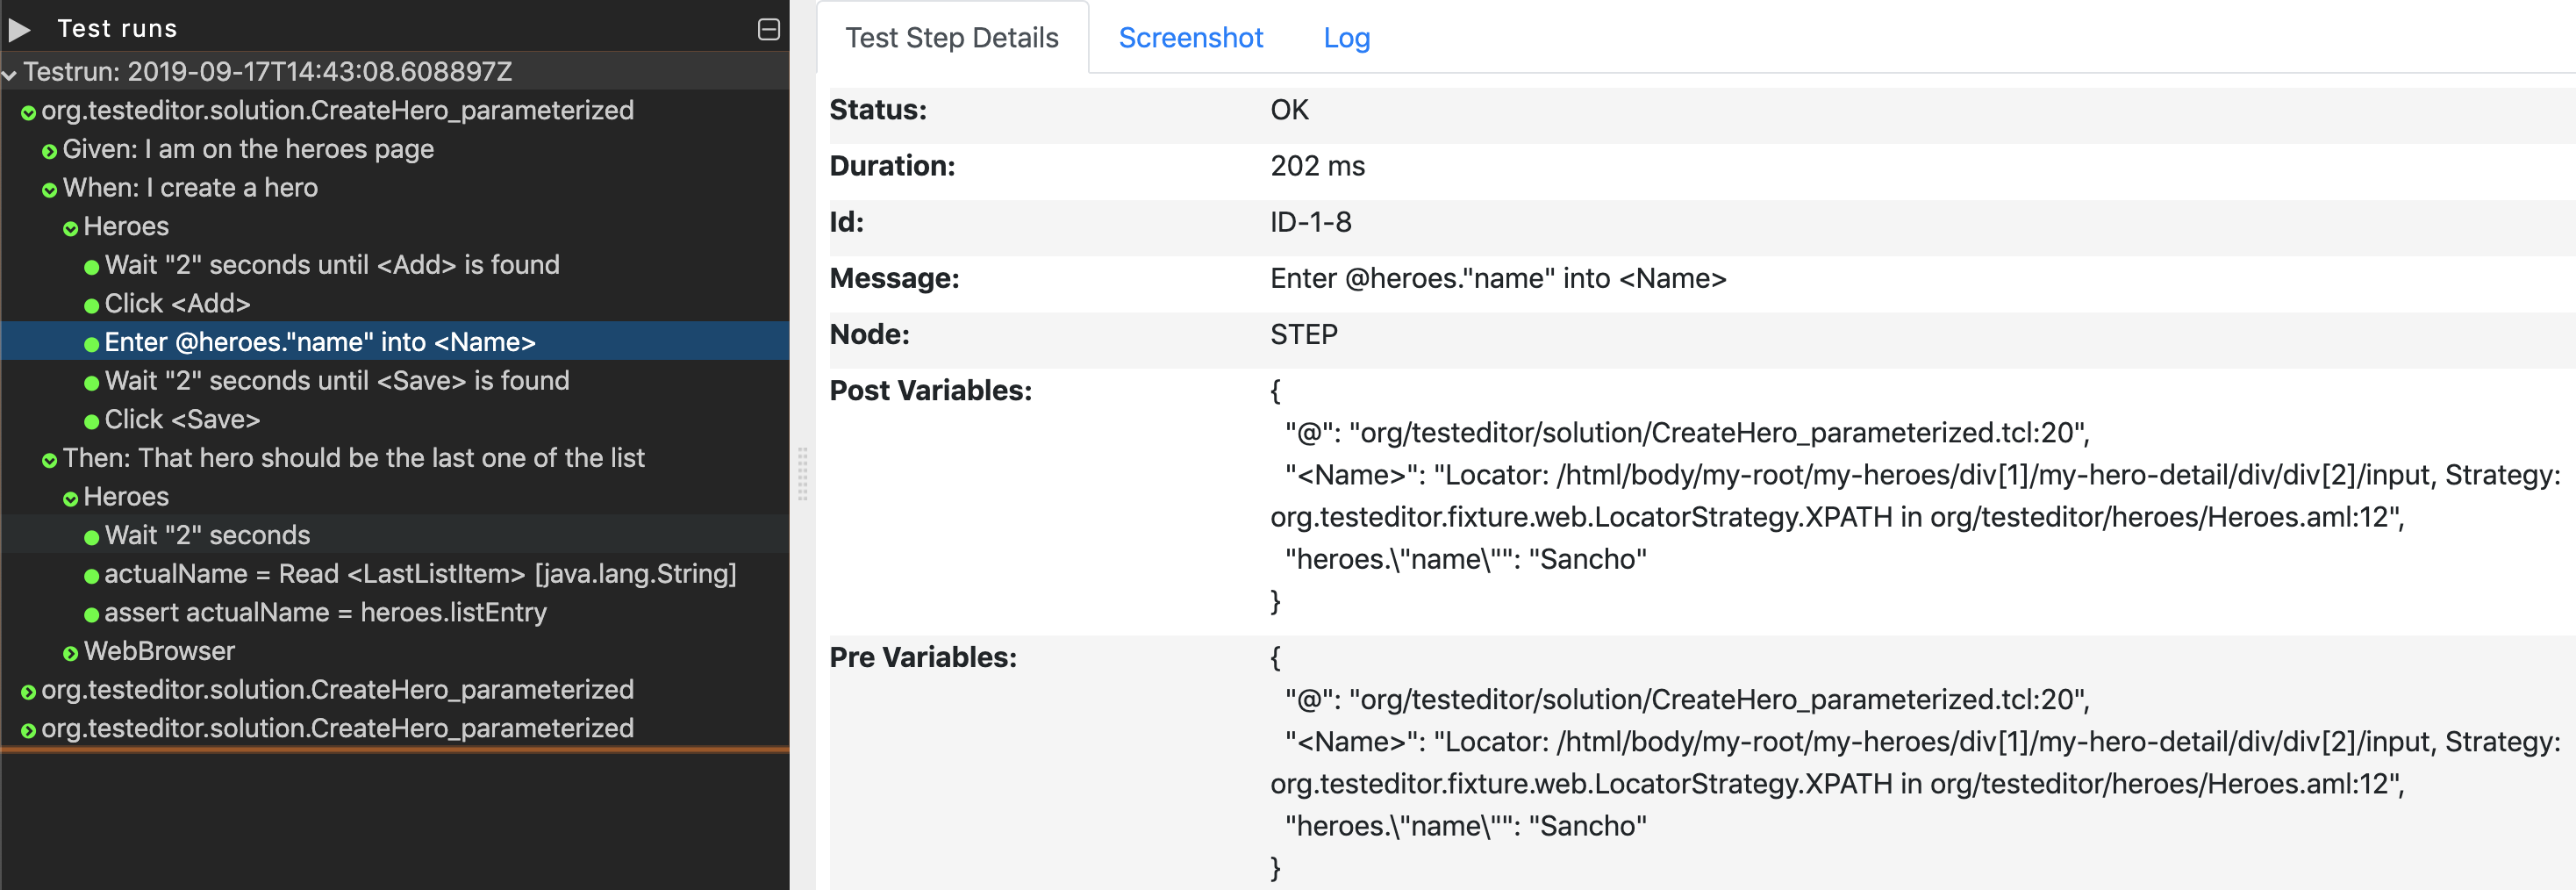 Test runs
Testrun: 2019-09-17T14:43:08.608897Z
org.testeditor.solution.CreateHero_parameterized
Given: I am on the heroes page
When: I create a hero
Heroes
Wait "2" seconds until <Add> is found
Click <Add>
Enter @heroes."name" into <Name>
Wait "2" seconds until <Save> is found
Click <Save>
Then: That hero should be the last one of the list
Heroes
Wait "2" seconds
actualName = Read <LastListItem> [java.lang.String]
assert actualName = heroes.listEntry
WebBrowser
org.testeditor.solution.CreateHero_parameterized
org.testeditor.solution.CreateHero_parameterized
Test Step Details Screenshot Log
Status: OK
Duration: 202 ms
Id: ID-1-8
Message: Enter @heroes."name" into <Name>
Node: STEP
Post Variables: {
"@": "org/testeditor/solution/CreateHero_parameterized.tcl:20",
"<Name>": "Locator: /html/body/my-root/my-heroes/div[1]/my-hero-detail/div/div[2]/input, Strategy:
org.testeditor.fixture.web.LocatorStrategy.XPATH in org/testeditor/heroes/Heroes.aml:12",
"heroes.\"name\"": "Sancho"
}
Pre Variables: {
"@": "org/testeditor/solution/CreateHero_parameterized.tcl:20",
"<Name>": "Locator: /html/body/my-root/my-heroes/div[1]/my-hero-detail/div/div[2]/input, Strategy:
org.testeditor.fixture.web.LocatorStrategy.XPATH in org/testeditor/heroes/Heroes.aml:12",
"heroes.\"name\"": "Sancho"
}